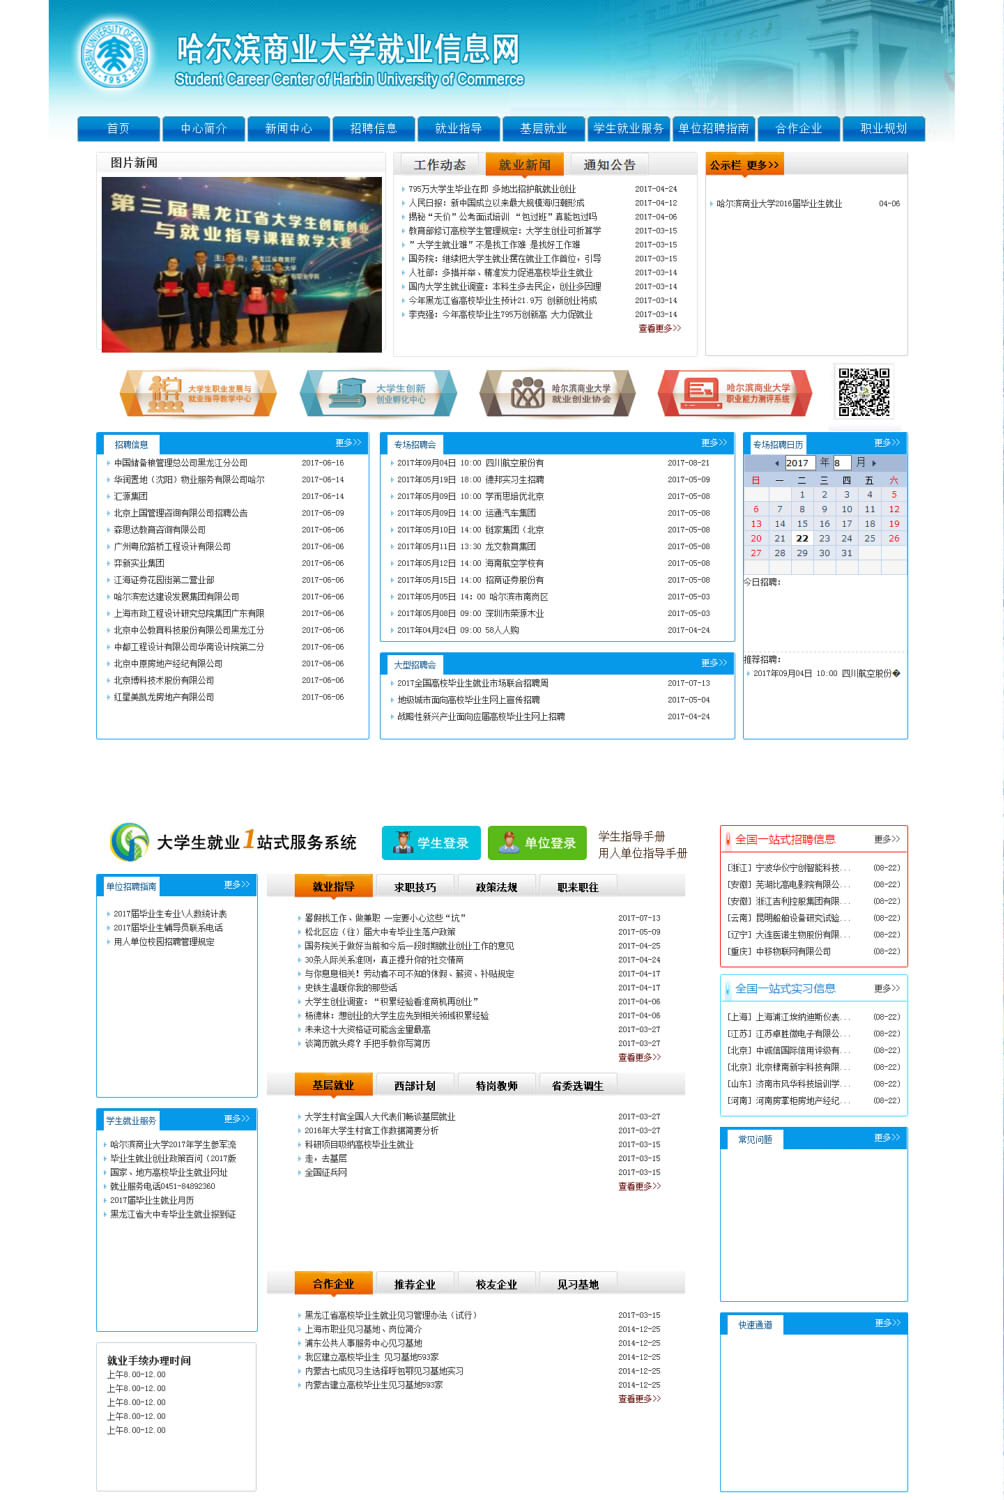 哈尔滨商业大学就业信息网
Student Career Center of Harbin University of Commerce
首页 中心简介 新闻中心 招聘信息 就业指导 基层就业 学生就业服务 单位招聘指南 合作企业 职业规划
图片新闻
第三届黑龙江省大学生创新创业
与就业指导课程教学大赛
工作动态 就业新闻 通知公告
795万大学生毕业在即 多地出招护航就业创业 2017-04-24
人民日报：新中国成立以来最大规模海归潮形成 2017-04-12
揭秘“天价”公考面试培训 “包过班”真能包过吗 2017-04-06
教育部修订高校学生管理规定：大学生创业可折算学 2017-03-15
”大学生就业难”不是找工作难 是找好工作难 2017-03-15
国务院：继续把大学生就业摆在就业工作首位，引导 2017-03-15
人社部：多措并举、精准发力促进高校毕业生就业 2017-03-14
国内大学生就业调查：本科生多去民企，创业多因理 2017-03-14
今年黑龙江省高校毕业生预计21.9万 创新创业将成 2017-03-14
李克强：今年高校毕业生795万创新高 大力促就业 2017-03-14
查看更多>>
公示栏 更多>>
哈尔滨商业大学2016届毕业生就业 04-06
大学生职业发展与
就业指导教学中心
大学生创新
创业孵化中心
哈尔滨商业大学
就业创业协会
哈尔滨商业大学
职业能力测评系统
招聘信息 更多>>
中国储备粮管理总公司黑龙江分公司 2017-06-16
华润置地（沈阳）物业服务有限公司哈尔 2017-06-14
汇源集团 2017-06-14
北京上国管理咨询有限公司招聘公告 2017-06-09
森思达教育咨询有限公司 2017-06-06
广州粤欣路桥工程设计有限公司 2017-06-06
弈新实业集团 2017-06-06
江海证券花园街第二营业部 2017-06-06
哈尔滨宏达建设发展集团有限公司 2017-06-06
上海市政工程设计研究总院集团广东有限 2017-06-06
北京中公教育科技股份有限公司黑龙江分 2017-06-06
中都工程设计有限公司华南设计院第二分 2017-06-06
北京中原房地产经纪有限公司 2017-06-06
北京博科技术股份有限公司 2017-06-06
红星美凯龙房地产有限公司 2017-06-06
专场招聘会 更多>>
2017年09月04日 10:00 四川航空股份有 2017-08-21
2017年05月19日 18:00 德邦实习生招聘 2017-05-09
2017年05月09日 10:00 学而思培优北京 2017-05-08
2017年05月09日 14:00 运通汽车集团 2017-05-08
2017年05月10日 14:00 链家集团（北京 2017-05-08
2017年05月11日 13:30 龙文教育集团 2017-05-08
2017年05月12日 14:00 海南航空学校有 2017-05-08
2017年05月15日 14:00 招商证券股份有 2017-05-08
2017年05月05日 14：00 哈尔滨市南岗区 2017-05-03
2017年05月08日 09:00 深圳市荣源木业 2017-05-03
2017年04月24日 09:00 58人人购 2017-04-24
大型招聘会 更多>>
2017全国高校毕业生就业市场联合招聘周 2017-07-13
地级城市面向高校毕业生网上宣传招聘 2017-05-04
战略性新兴产业面向应届高校毕业生网上招聘 2017-04-24
专场招聘日历 更多>>
2017 年 8 月
日 一 二 三 四 五 六
1 2 3 4 5
6 7 8 9 10 11 12
13 14 15 16 17 18 19
20 21 22 23 24 25 26
27 28 29 30 31
今日招聘:
推荐招聘:
2017年09月04日 10:00 四川航空股份�
大学生就业1站式服务系统
学生登录 单位登录
学生指导手册
用人单位指导手册
单位招聘指南 更多>>
2017届毕业生专业\人数统计表
2017届毕业生辅导员联系电话
用人单位校园招聘管理规定
学生就业服务 更多>>
哈尔滨商业大学2017年学生参军流
毕业生就业创业政策百问（2017版
国家、地方高校毕业生就业网址
就业服务电话0451-84892360
2017届毕业生就业月历
黑龙江省大中专毕业生就业报到证
就业手续办理时间
上午8.00-12.00
上午8.00-12.00
上午8.00-12.00
上午8.00-12.00
上午8.00-12.00
就业指导 求职技巧 政策法规 职来职往
暑假找工作、做兼职 一定要小心这些“坑” 2017-07-13
松北区应（往）届大中专毕业生落户政策 2017-05-09
国务院关于做好当前和今后一段时期就业创业工作的意见 2017-04-25
30条人际关系准则，真正提升你的社交情商 2017-04-24
与你息息相关！劳动者不可不知的休假、薪资、补贴规定 2017-04-17
史铁生温暖你我的那些话 2017-04-17
大学生创业调查：“积累经验看准商机再创业” 2017-04-06
杨德林：想创业的大学生应先到相关领域积累经验 2017-04-06
未来这十大资格证可能含金量最高 2017-03-27
谈简历就头疼？手把手教你写简历 2017-03-27
查看更多>>
基层就业 西部计划 特岗教师 省委选调生
大学生村官全国人大代表们畅谈基层就业 2017-03-27
2016年大学生村官工作数据简要分析 2017-03-27
科研项目吸纳高校毕业生就业 2017-03-15
走，去基层 2017-03-15
全国征兵网 2017-03-15
查看更多>>
合作企业 推荐企业 校友企业 见习基地
黑龙江省高校毕业生就业见习管理办法（试行） 2017-03-15
上海市职业见习基地、岗位简介 2014-12-25
浦东公共人事服务中心见习基地 2014-12-25
我区建立高校毕业生 见习基地593家 2014-12-25
内蒙古七成见习生选择呼包鄂见习基地实习 2014-12-25
内蒙古建立高校毕业生见习基地593家 2014-12-25
查看更多>>
全国一站式招聘信息 更多>>
[浙江] 宁波华仪宁创智能科技... (08-22)
[安徽] 芜湖比高电影院有限公... (08-22)
[安徽] 浙江吉利控股集团有限... (08-22)
[云南] 昆明船舶设备研究试验... (08-22)
[辽宁] 大连医诺生物股份有限... (08-22)
[重庆] 中移物联网有限公司 (08-22)
全国一站式实习信息 更多>>
[上海] 上海浦江埃纳迪斯仪表... (08-22)
[江苏] 江苏卓胜微电子有限公... (08-22)
[北京] 中诚信国际信用评级有... (08-22)
[北京] 北京棣南新宇科技有限... (08-22)
[山东] 济南市风华科技培训学... (08-22)
[河南] 河南房掌柜房地产经纪... (08-22)
常见问题 更多>>
快速通道 更多>>